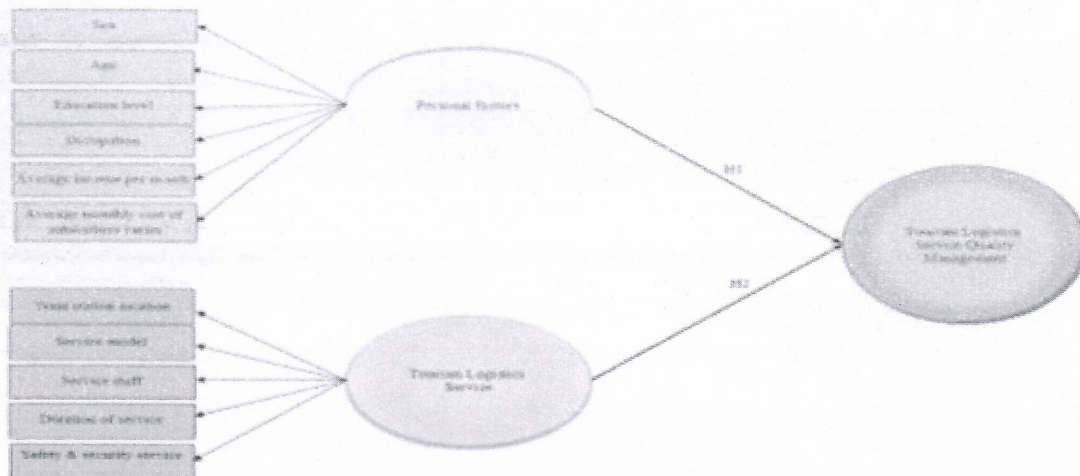 Sex
Age
Education level
Occupation
Average income per month
Average monthly cost of
Personal Factors
H1
Tourism Logistics
Service Quality
Management
H2
Train station location
Service model
Service staff
Duration of service
Safety & security service
Tourism Logistics
Service